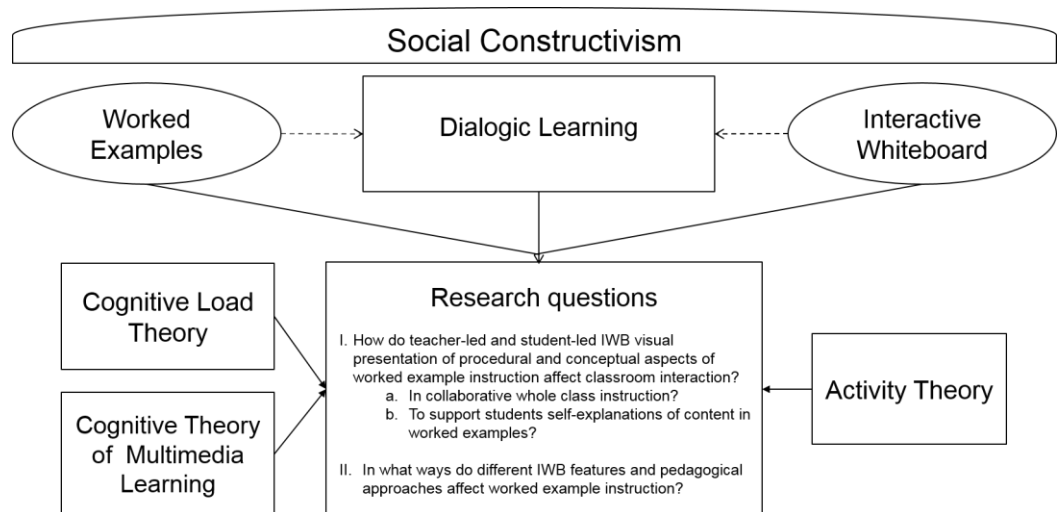 Social Constructivism
Worked
Examples
Dialogic Learning
Interactive
Whiteboard
Cognitive Load
Theory
Cognitive Theory
of Multimedia
Learning
Research questions
I. How do teacher-led and student-led IWB visual
presentation of procedural and conceptual aspects of
worked example instruction affect classroom interaction?
a. In collaborative whole class instruction?
b. To support students self-explanations of content in
worked examples?
II. In what ways do different IWB features and pedagogical
approaches affect worked example instruction?
Activity Theory